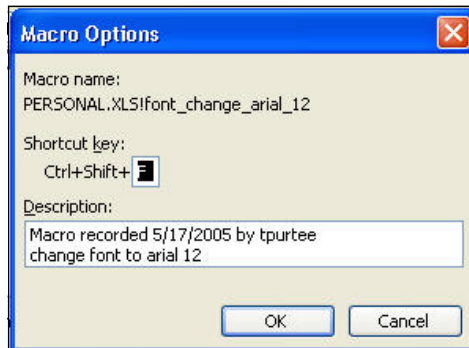 Macro Options
Macro name:
PERSONAL.XLS!font_change_arial_12
Shortcut key:
Ctrl+Shift+ F
Description:
Macro recorded 5/17/2005 by tpurtee
change font to arial 12
OK Cancel